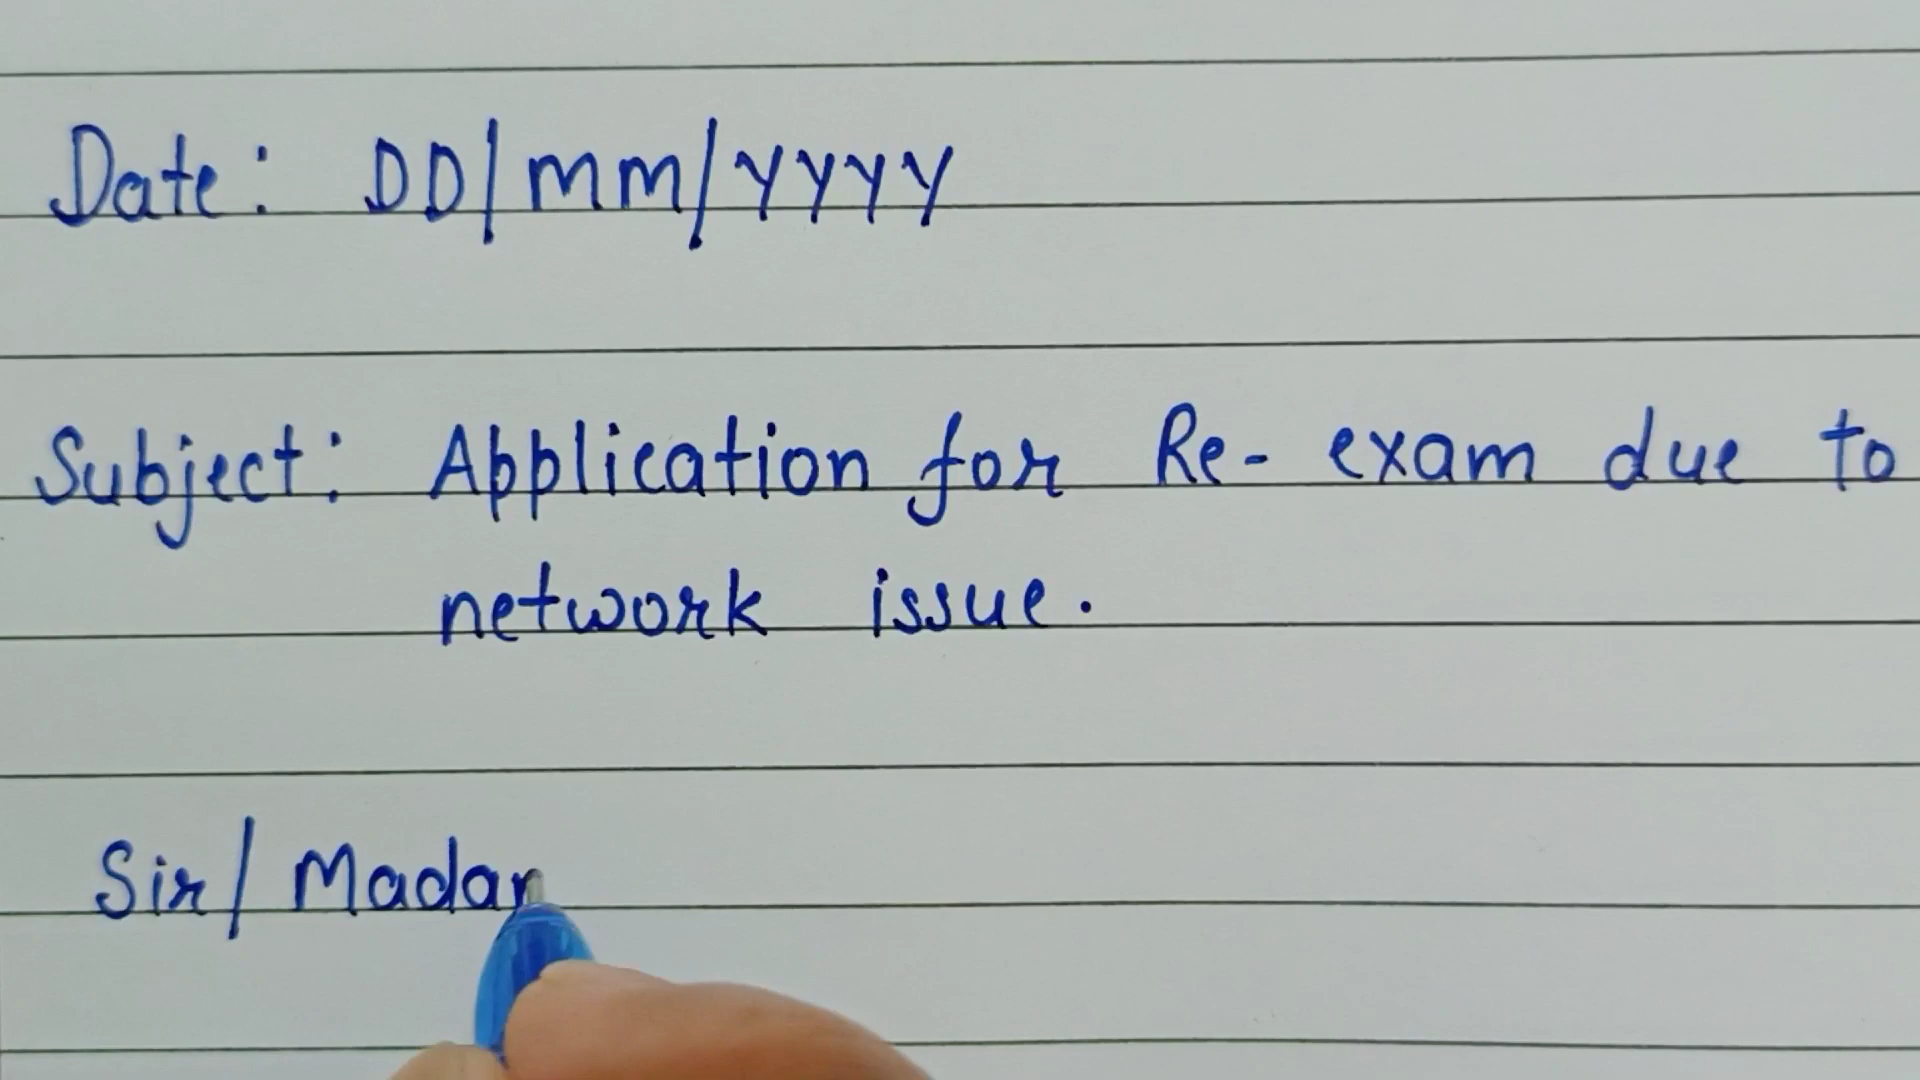 Date: DD/MM/YYYY
Subject: Application for Re-exam due to
network issue.
Sir/Madam